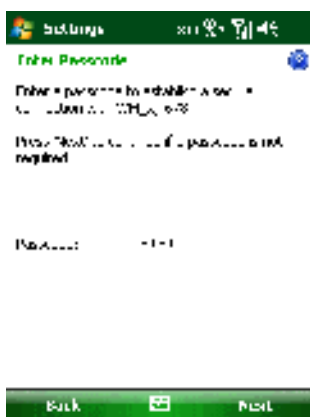 Settings
Enter Passcode
Enter a passcode to establish a
connection
Press 'Next' to continue if a passcode is not
required
Passcode:
Back Next